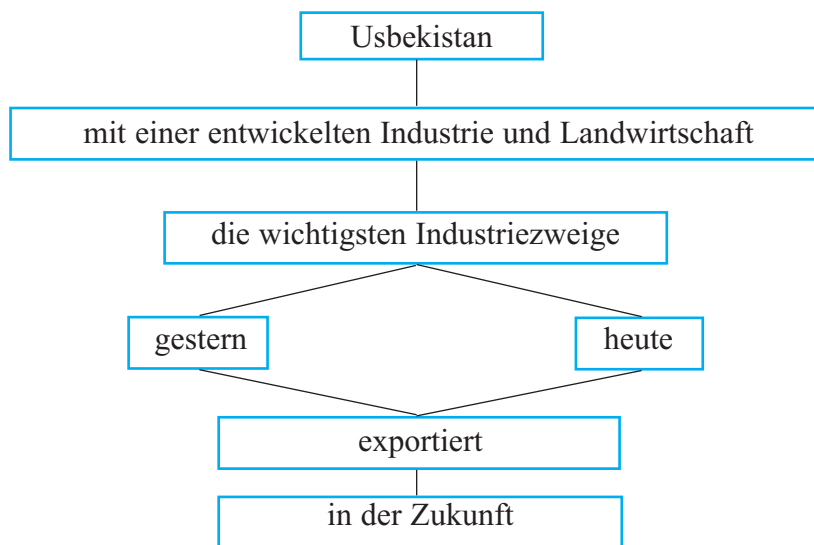 Usbekistan
mit einer entwickelten Industrie und Landwirtschaft
die wichtigsten Industriezweige
gestern
heute
exportiert
in der Zukunft